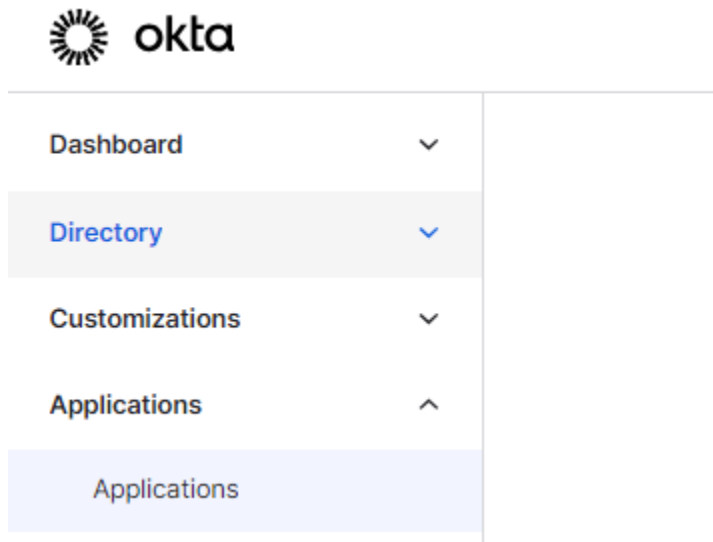 okta
Dashboard
Directory
Customizations
Applications
Applications